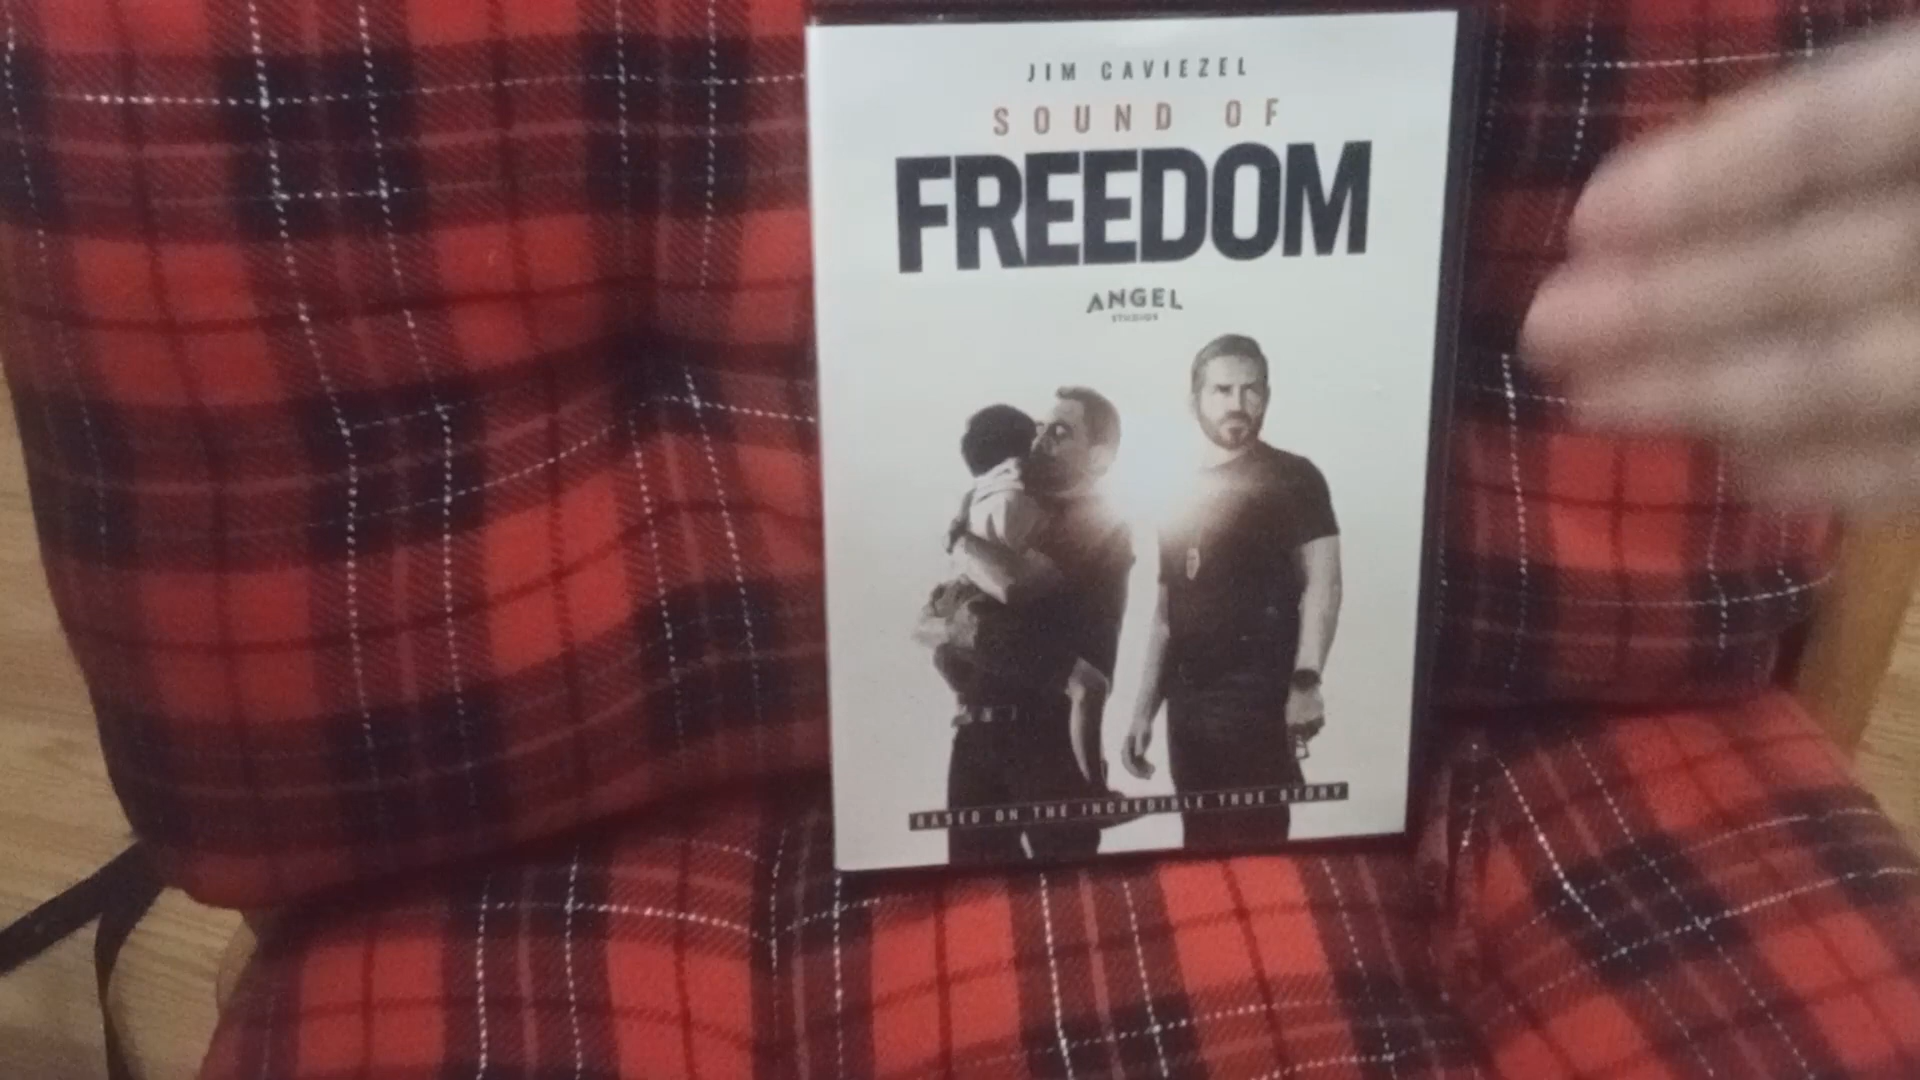 JIM CAVIEZEL
SOUND OF
FREEDOM
ANGEL
STUDIOS
BASED ON THE INCREDIBLE TRUE STORY